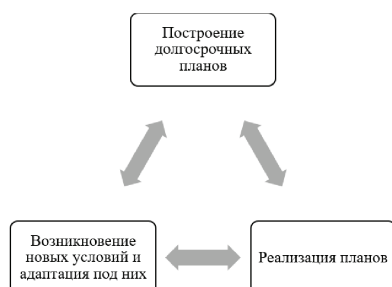 Построение
долгосрочных
планов
Возникновение
новых условий и
адаптация под них
Реализация планов